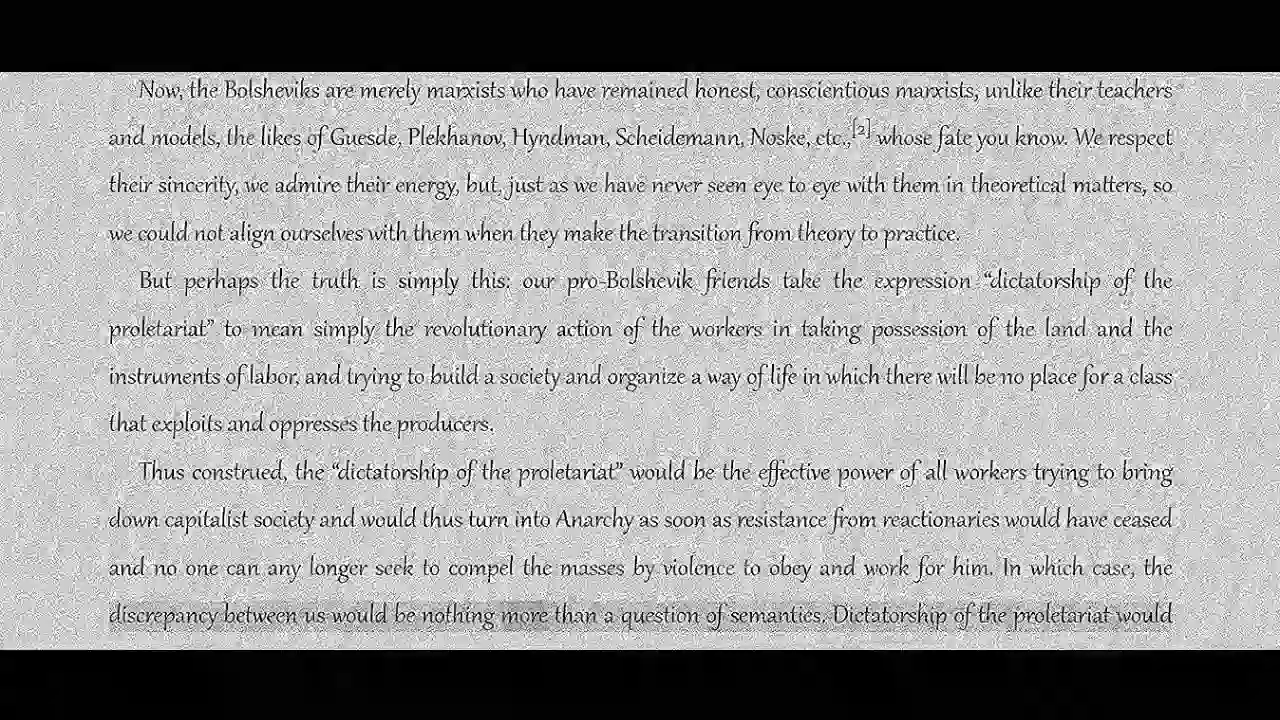 Now, the Bolsheviks are merely marxists who have remained honest, conscientious marxists, unlike their teachers
and models, the likes of Guesde, Plekhanov, Hyndman, Scheidemann, Noske, etc.,[2] whose fate you know. We respect
their sincerity, we admire their energy, but, just as we have never seen eye to eye with them in theoretical matters, so
we could not align ourselves with them when they make the transition from theory to practice.
But perhaps the truth is simply this: our pro-Bolshevik friends take the expression “dictatorship of the
proletariat” to mean simply the revolutionary action of the workers in taking possession of the land and the
instruments of labor, and trying to build a society and organize a way of life in which there will be no place for a class
that exploits and oppresses the producers.
Thus construed, the “dictatorship of the proletariat” would be the effective power of all workers trying to bring
down capitalist society and would thus turn into Anarchy as soon as resistance from reactionaries would have ceased
and no one can any longer seek to compel the masses by violence to obey and work for him. In which case, the
discrepancy between us would be nothing more than a question of semantics. Dictatorship of the proletariat would